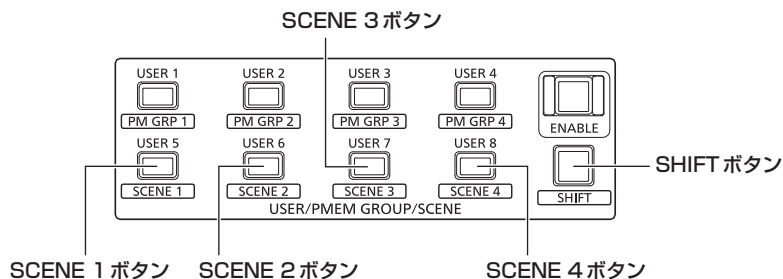 SCENE 3ボタン
USER 1 USER 2 USER 3 USER 4
PM GRP 1 PM GRP 2 PM GRP 3 PM GRP 4 ENABLE
USER 5 USER 6 USER 7 USER 8
SHIFTボタン
SCENE 1 SCENE 2 SCENE 3 SCENE 4 SHIFT
USER/PMEM GROUP/SCENE
SCENE 1ボタン SCENE 2ボタン SCENE 4ボタン